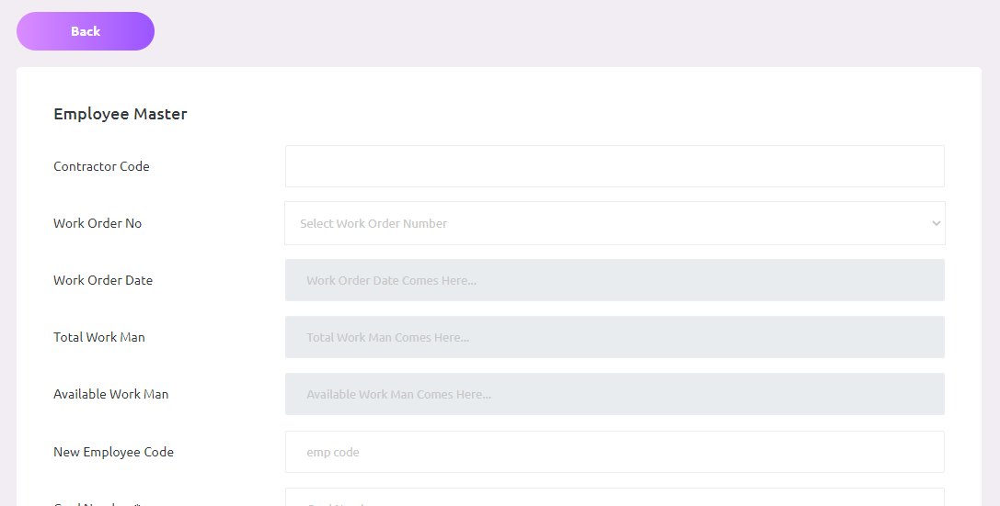 Back
Employee Master
Contractor Code
Work Order No
Select Work Order Number
Work Order Date
Work Order Date Comes Here...
Total Work Man
Total Work Man Comes Here...
Available Work Man
Available Work Man Comes Here...
New Employee Code
emp code